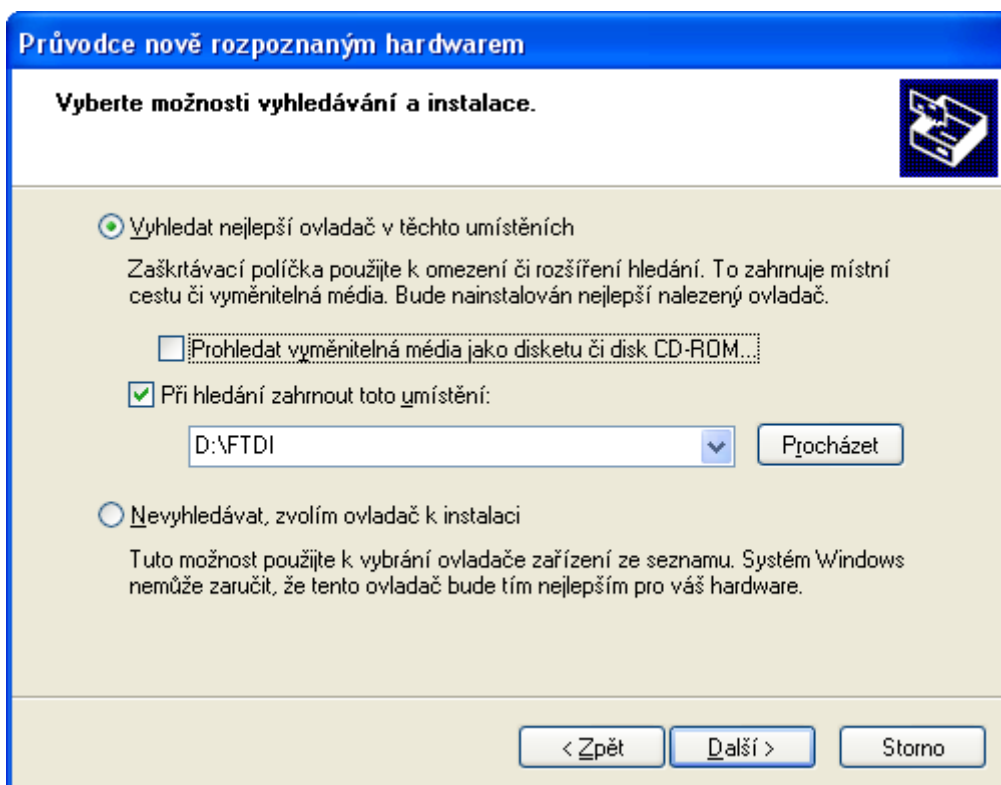 Průvodce nově rozpoznaným hardwarem
Vyberte možnosti vyhledávání a instalace.
Vyhledat nejlepší ovladač v těchto umístěních
Zaškrtávací políčka použijte k omezení či rozšíření hledání. To zahrnuje místní
cestu či vyměnitelná média. Bude nainstalován nejlepší nalezený ovladač.
Prohledat vyměnitelná média jako disketu či disk CD-ROM...
Při hledání zahrnout toto umístění:
D:\FTDI
Procházet
Nevyhledávat, zvolím ovladač k instalaci
Tuto možnost použijte k vybrání ovladače zařízení ze seznamu. Systém Windows
nemůže zaručit, že tento ovladač bude tím nejlepším pro váš hardware.
< Zpět
Další >
Storno